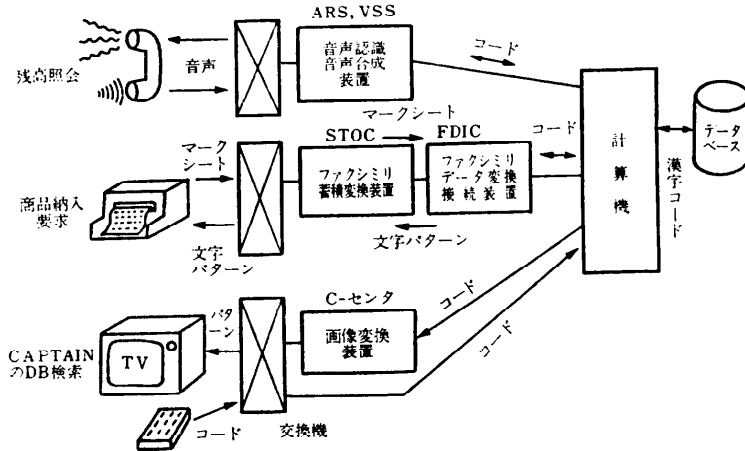 ARS, VSS
音声
残高照会
音声認識
音声合成
装置
コード
マークシート
STOC
FDIC
コード
マーク
シート
ファクシミリ
蓄積変換装置
ファクシミリ
データ変換
接続装置
計算機
データ
ベース
漢字コード
商品納入
要求
文字
パターン
文字パターン
C-センタ
コード
コード
パターン
画像変換
装置
TV
CAPTAIN
のDB検索
コード
交換機